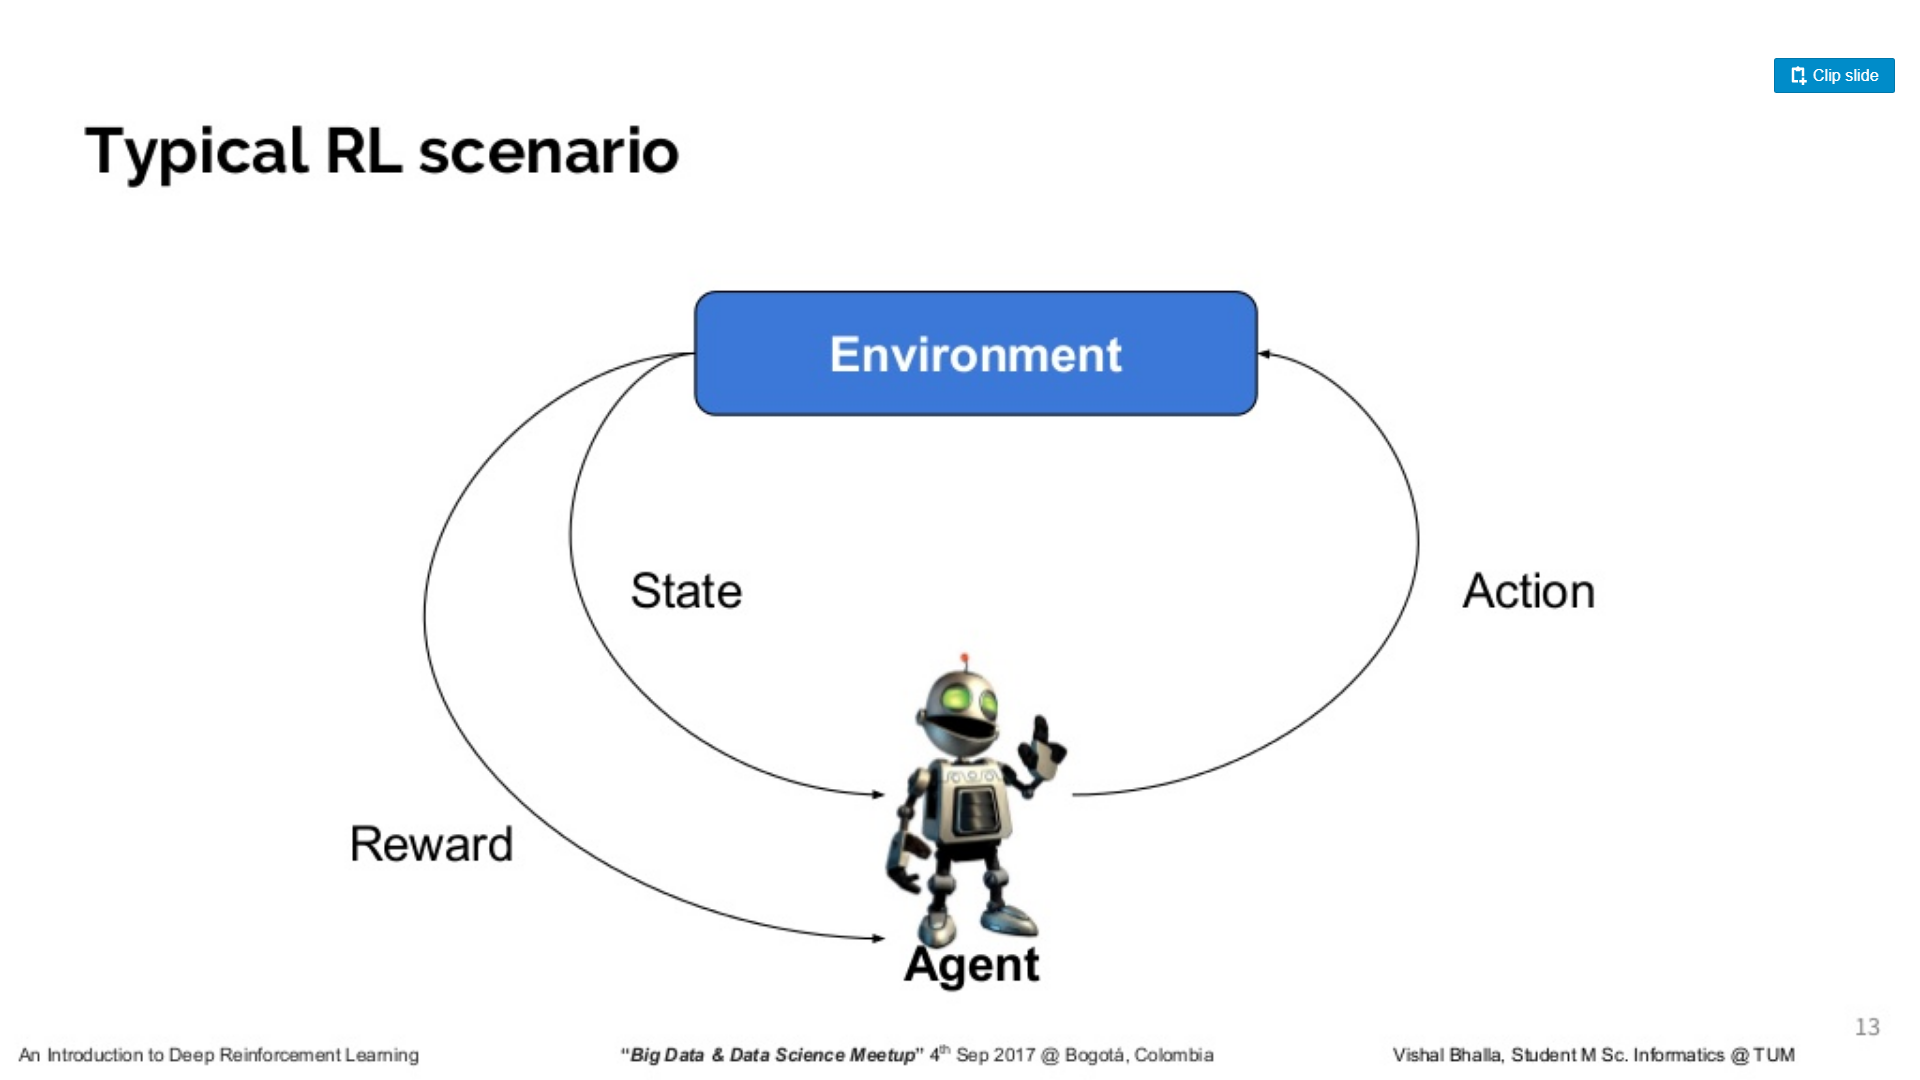 Clip slide
Typical RL scenario
Environment
State
Action
Reward
Agent
13
An Introduction to Deep Reinforcement Learning
“Big Data & Data Science Meetup” 4th Sep 2017 @ Bogotá, Colombia
Vishal Bhalla, Student M Sc. Informatics @ TUM